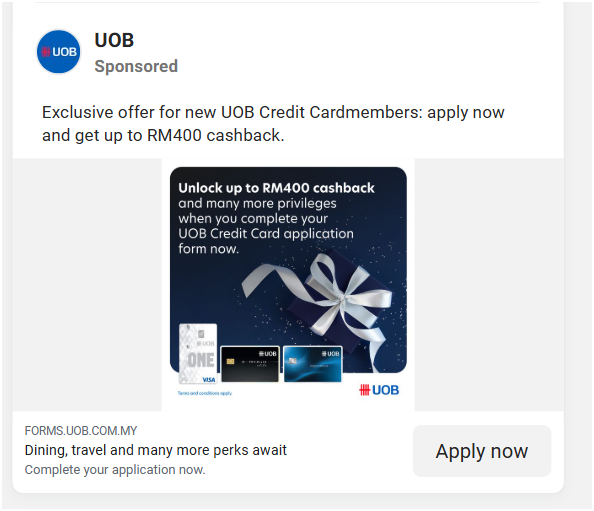 UOB
UOB
Sponsored
Exclusive offer for new UOB Credit Cardmembers: apply now
and get up to RM400 cashback.
Unlock up to RM400 cashback
and many more privileges
when you complete your
UOB Credit Card application
form now.
UOB
ONE
VISA
UOB
UOB
Terms and conditions apply.
UOB
FORMS.UOB.COM.MY
Dining, travel and many more perks await
Complete your application now.
Apply now